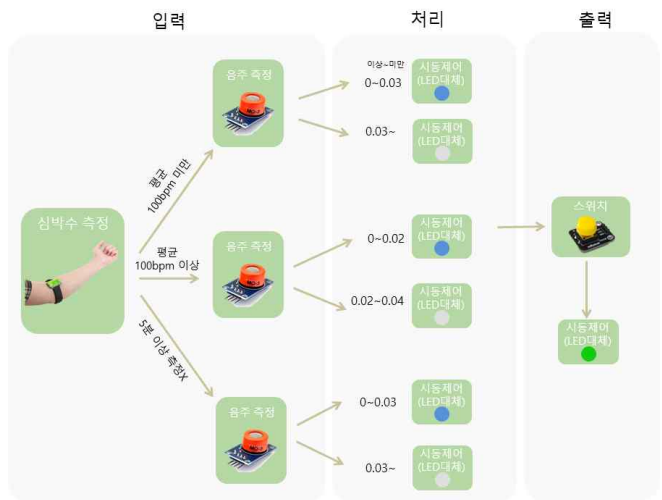 입력
처리
출력
음주 측정
이상~미만
0~0.03
시동제어
(LED대체)
0.03~
시동제어
(LED대체)
평균
100bpm 미만
심박수 측정
평균
100bpm 이상
음주 측정
0~0.02
시동제어
(LED대체)
0.02~0.04
시동제어
(LED대체)
스위치
시동제어
(LED대체)
5분 이상 측정X
음주 측정
0~0.03
시동제어
(LED대체)
0.03~
시동제어
(LED대체)